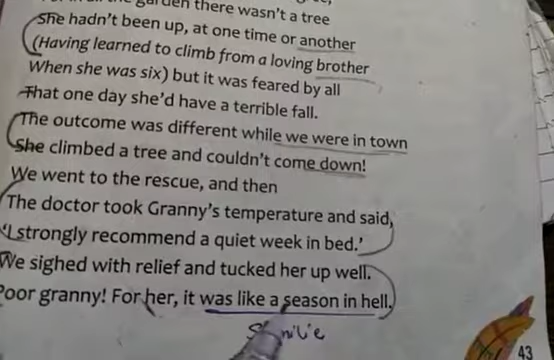 garden there wasn't a tree
She hadn't been up, at one time or another
(Having learned to climb from a loving brother
When she was six) but it was feared by all
That one day she'd have a terrible fall.
The outcome was different while we were in town
She climbed a tree and couldn't come down!
We went to the rescue, and then
The doctor took Granny's temperature and said,
'I strongly recommend a quiet week in bed.'
We sighed with relief and tucked her up well.
Poor granny! For her, it was like a season in hell.
43